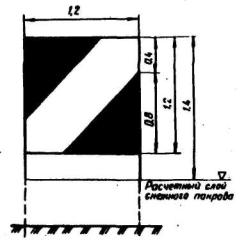 1,2
0,4
0,8
1,2
1,4
Расчетный слой
снежного покрова